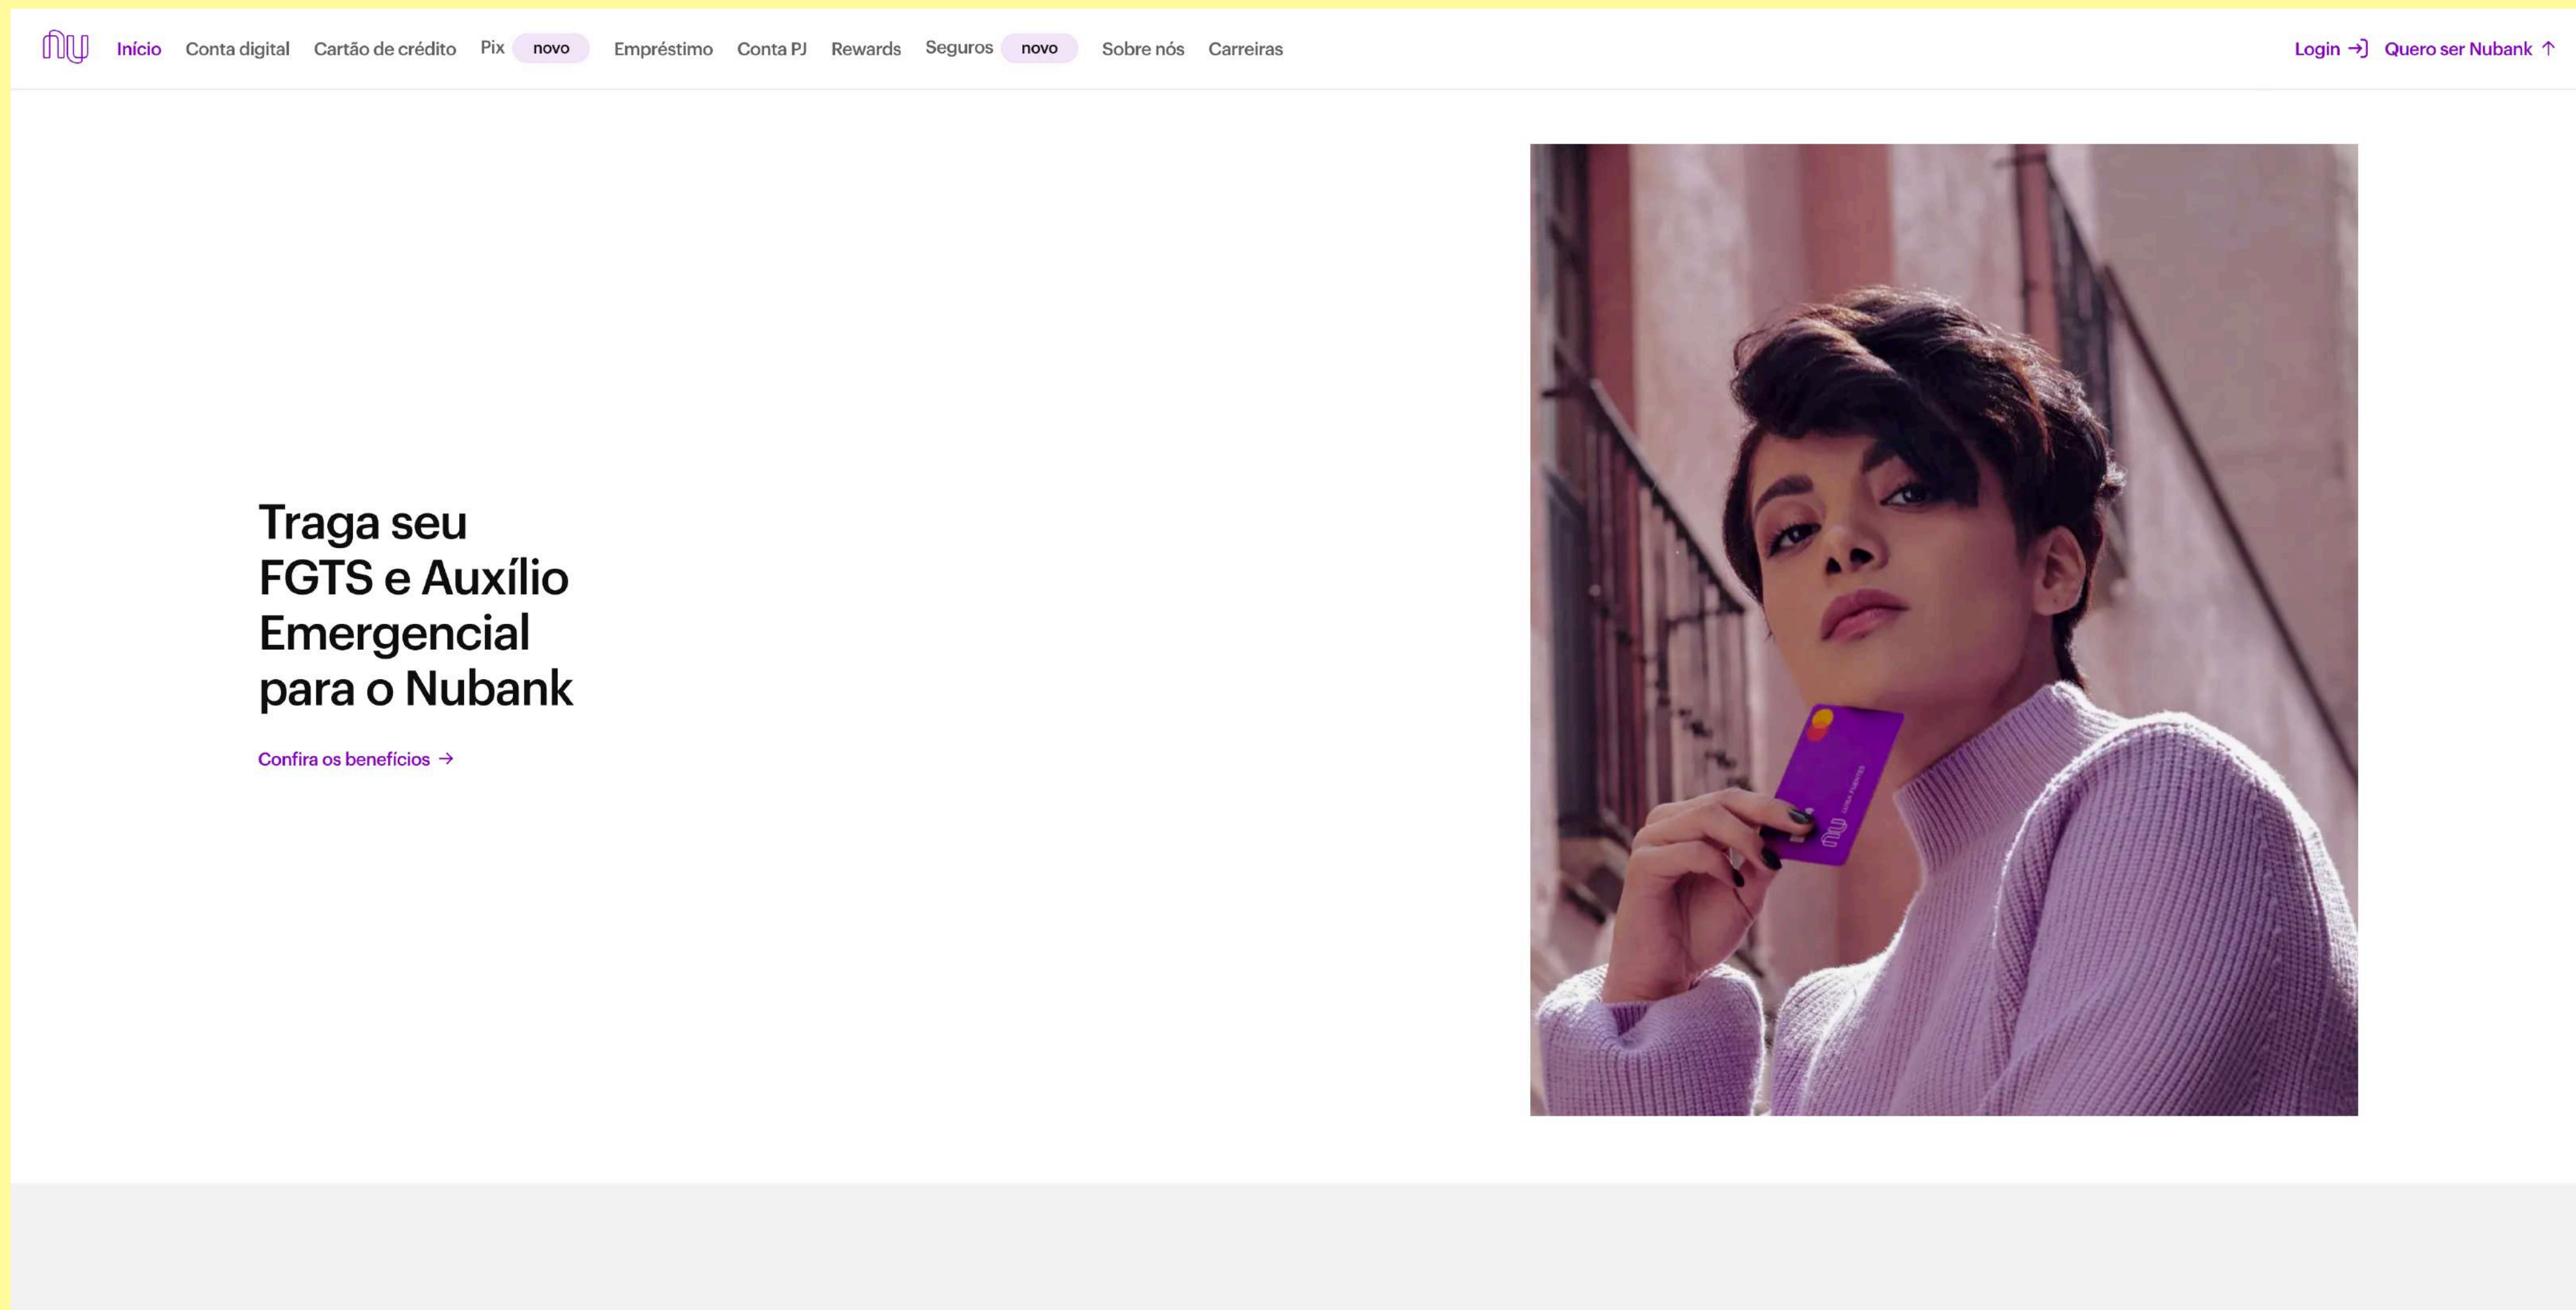 nu Início Conta digital Cartão de crédito Pix novo Empréstimo Conta PJ Rewards Seguros novo Sobre nós Carreiras Login Quero ser Nubank
Traga seu
FGTS e Auxílio
Emergencial
para o Nubank
Confira os benefícios
nu